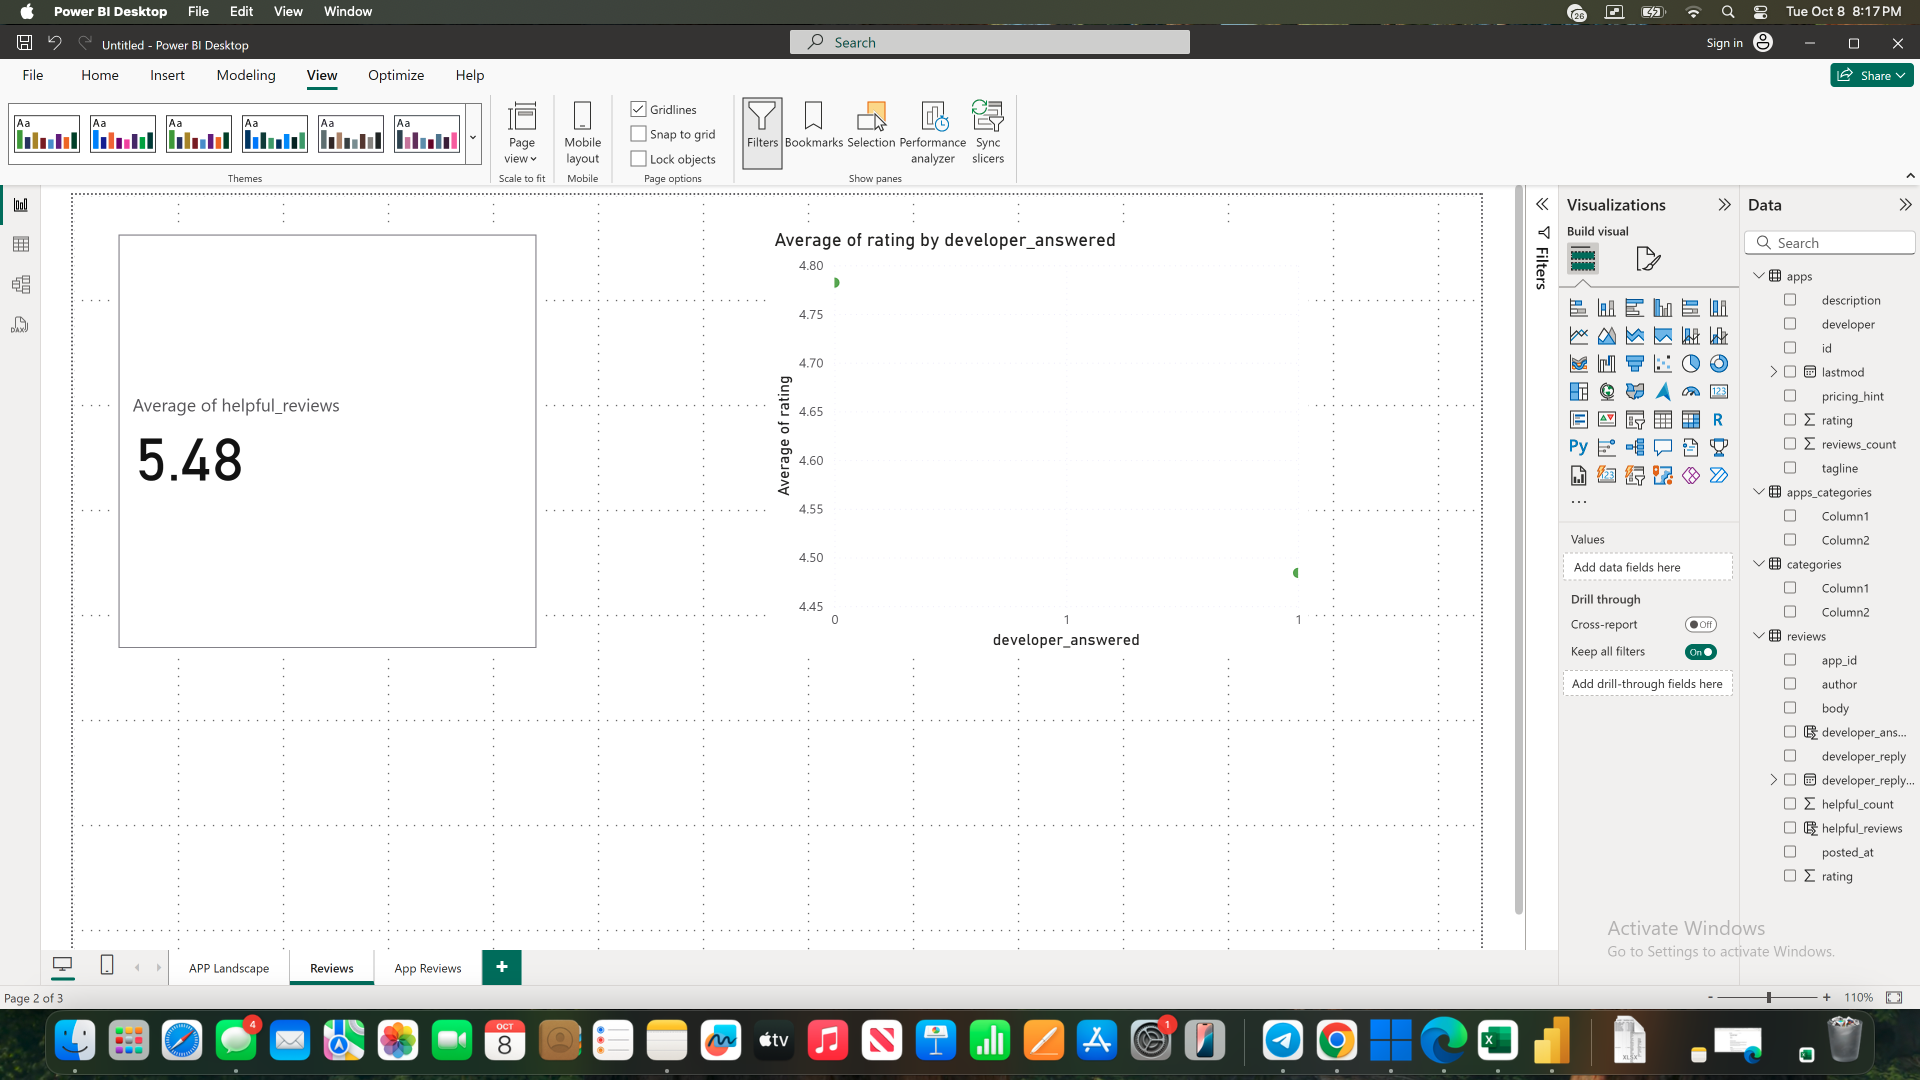 Power BI Desktop File Edit View Window
26
Tue Oct 8 8:17 PM
Untitled - Power BI Desktop
Search
Sign in
File Home Insert Modeling View Optimize Help
Share
Aa Aa Aa Aa Aa Aa
Page view
Mobile layout
Gridlines
Snap to grid
Lock objects
Filters
Bookmarks
Selection
Performance analyzer
Sync slicers
Themes
Scale to fit
Mobile
Page options
Show panes
Average of helpful_reviews
5.48
Average of rating by developer_answered
Average of rating
4.80
4.75
4.70
4.65
4.60
4.55
4.50
4.45
0 1 1
developer_answered
Filters
Visualizations
Build visual
123
R
Py
123
Values
Add data fields here
Drill through
Cross-report
Off
Keep all filters
On
Add drill-through fields here
Data
Search
apps
description
developer
id
lastmod
pricing_hint
rating
reviews_count
tagline
apps_categories
Column1
Column2
categories
Column1
Column2
reviews
app_id
author
body
developer_ans...
developer_reply
developer_reply...
helpful_count
helpful_reviews
posted_at
rating
DAX
Activate Windows
Go to Settings to activate Windows.
APP Landscape
Reviews
App Reviews
+
Page 2 of 3
- + 110%
4
OCT
8
tv
1
XLSX